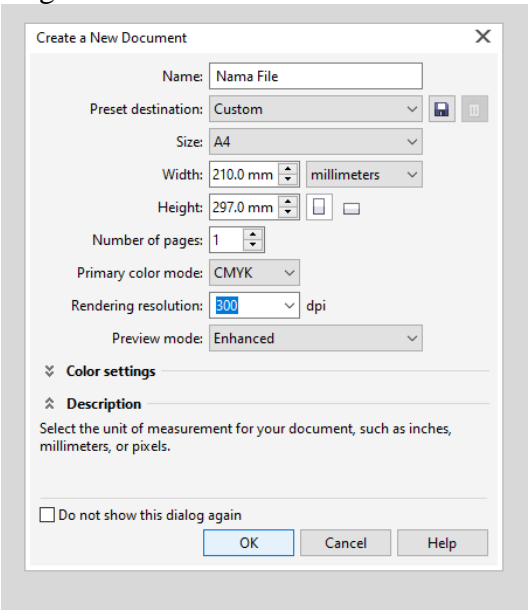 Create a New Document
Name: Nama File
Preset destination: Custom
Size: A4
Width: 210.0 mm millimeters
Height: 297.0 mm
Number of pages: 1
Primary color mode: CMYK
Rendering resolution: 300 dpi
Preview mode: Enhanced
Color settings
Description
Select the unit of measurement for your document, such as inches,
millimeters, or pixels.
Do not show this dialog again
OK Cancel Help